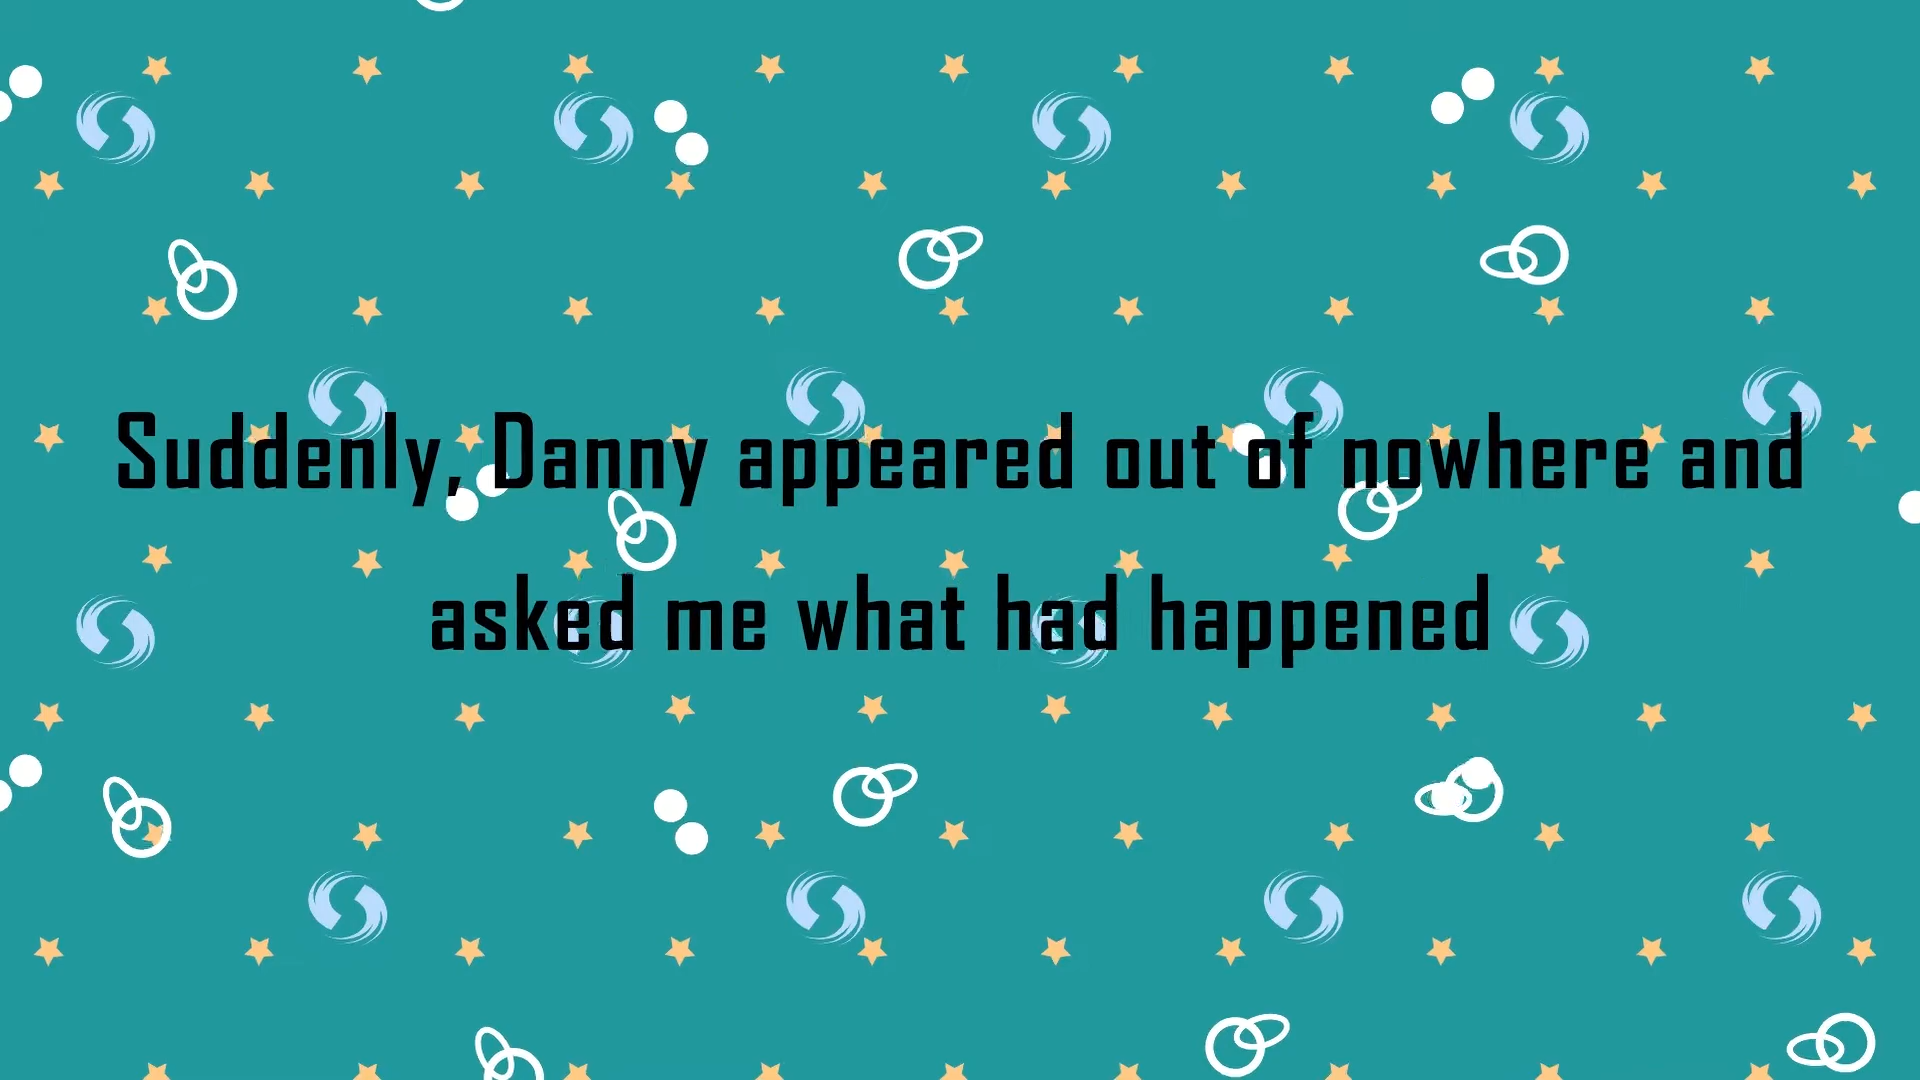 Suddenly, Danny appeared out of nowhere and
asked me what had happened